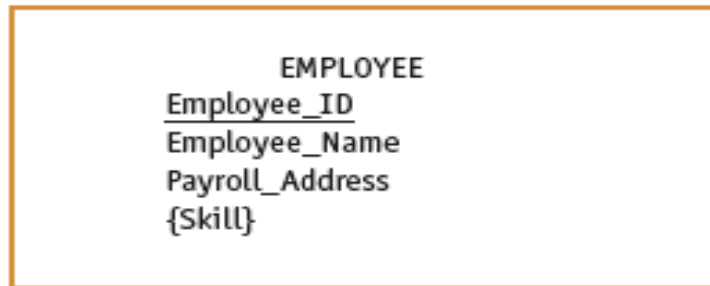 EMPLOYEE
Employee_ID
Employee_Name
Payroll_Address
{Skill}